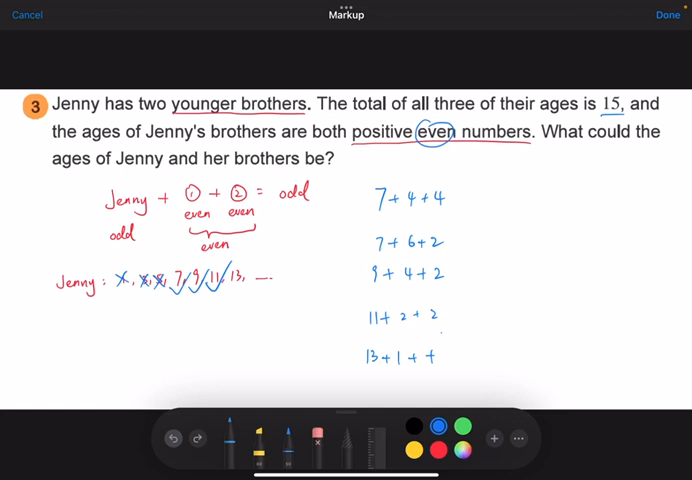 Cancel
Markup
Done
3 Jenny has two younger brothers. The total of all three of their ages is 15, and
the ages of Jenny's brothers are both positive even numbers. What could the
ages of Jenny and her brothers be?
Jenny + ① + ② = odd
odd even even
even
Jenny : 7, 9, 11, 13, ....
7 + 4 + 4
7 + 6 + 2
9 + 4 + 2
11 + 2 + 2
13 + 1 + 1